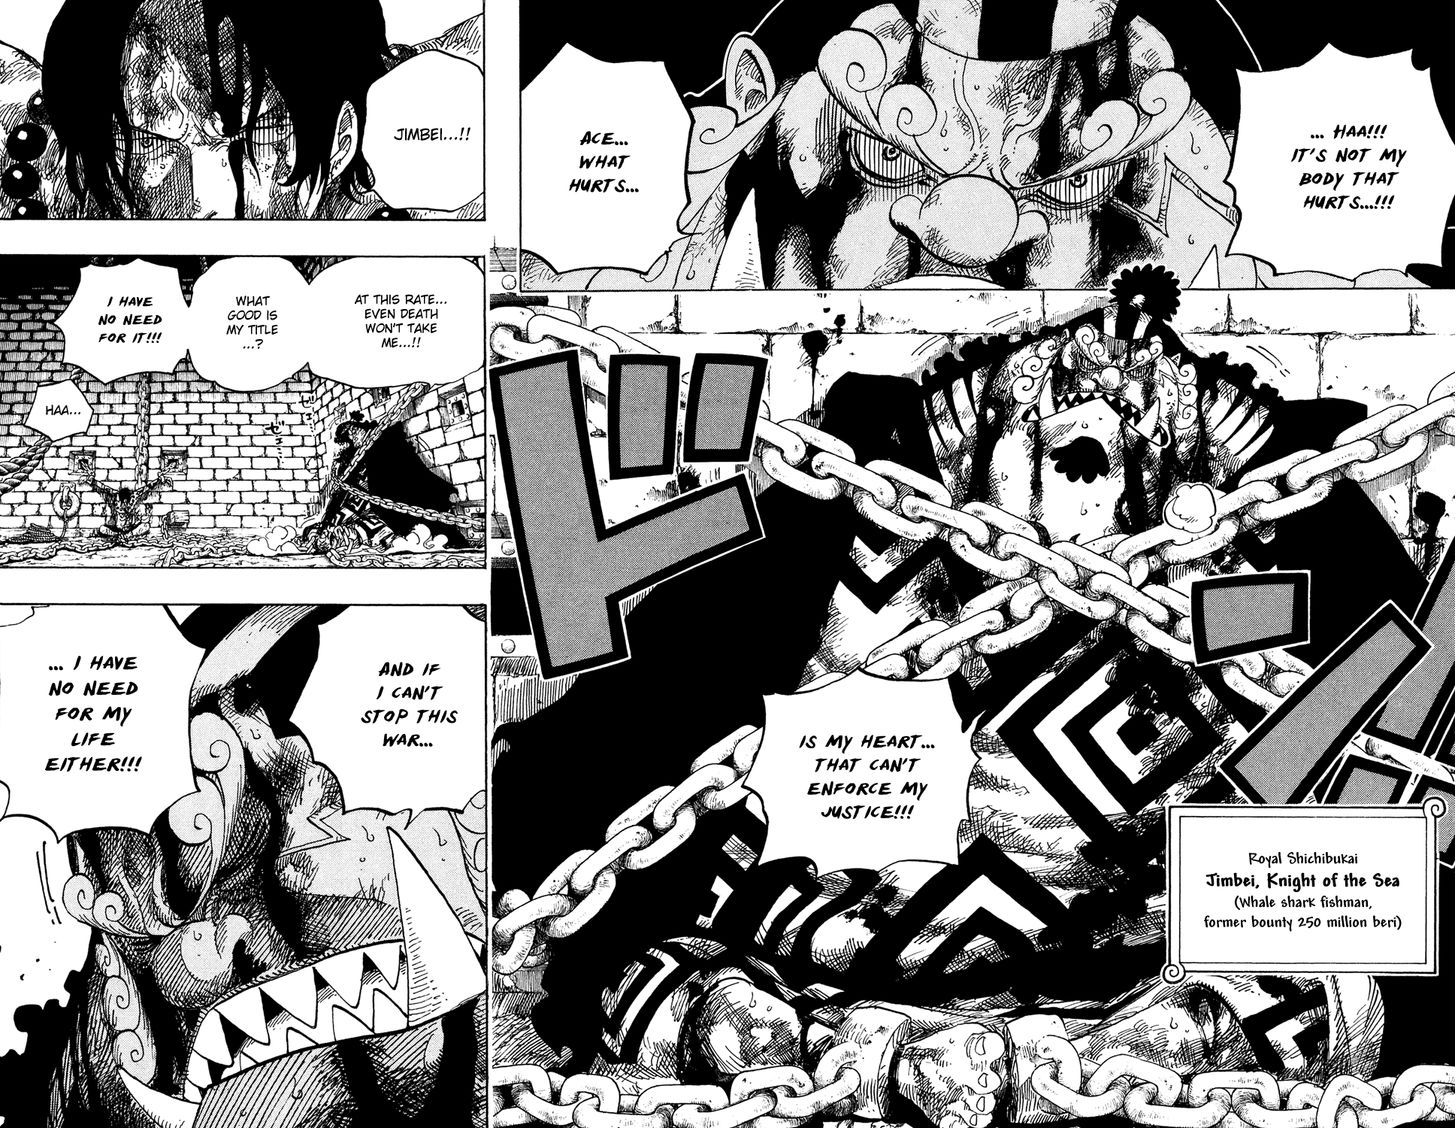 ... HAA!!!
IT'S NOT MY
BODY THAT
HURTS...!!!
ACE...
WHAT
HURTS...
IS MY HEART...
THAT CAN'T
ENFORCE MY
JUSTICE!!!
ドドン
Royal Shichibukai
Jimbei, Knight of the Sea
(Whale shark fishman,
former bounty 250 million beri)
JIMBEI...!!
AT THIS RATE...
EVEN DEATH
WON'T TAKE
ME...!!
WHAT
GOOD IS
MY TITLE
...?
I HAVE
NO NEED
FOR IT!!!
HAA...
AND IF
I CAN'T
STOP THIS
WAR...
... I HAVE
NO NEED
FOR MY
LIFE
EITHER!!!